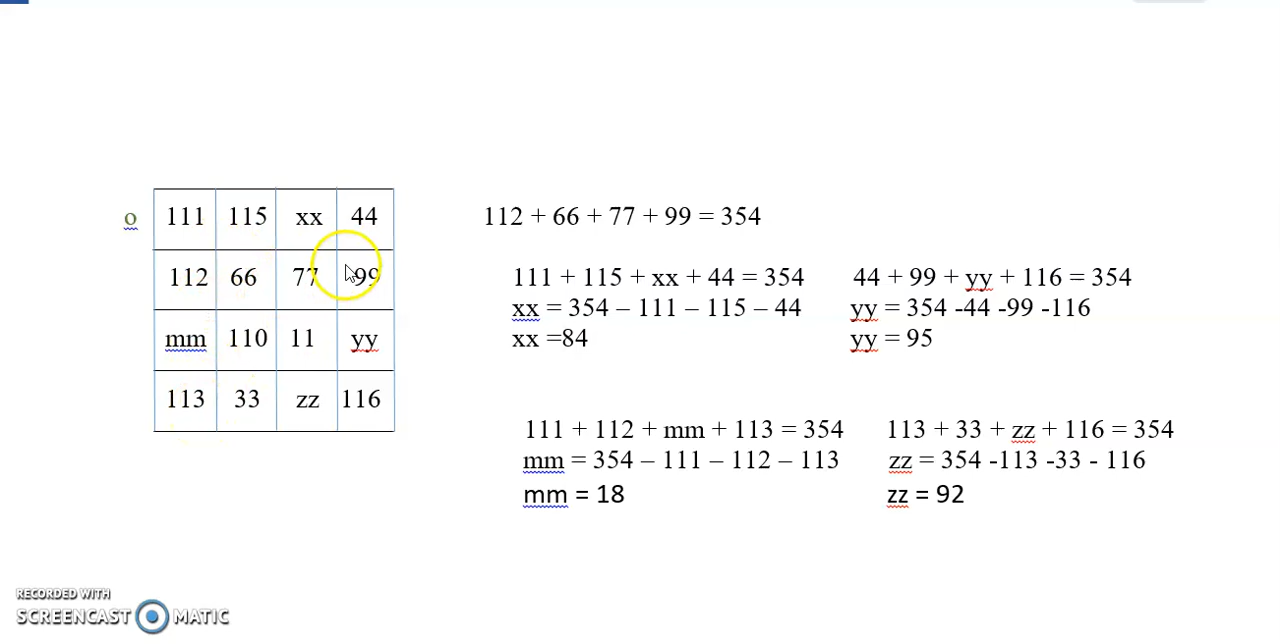 o
111 115 xx 44
112 66 77 99
mm 110 11 yy
113 33 zz 116
112 + 66 + 77 + 99 = 354
111 + 115 + xx + 44 = 354
xx = 354 – 111 – 115 – 44
xx =84
44 + 99 + yy + 116 = 354
yy = 354 -44 -99 -116
yy = 95
111 + 112 + mm + 113 = 354
mm = 354 – 111 – 112 – 113
mm = 18
113 + 33 + zz + 116 = 354
zz = 354 -113 -33 - 116
zz = 92
RECORDED WITH
SCREENCAST MATIC